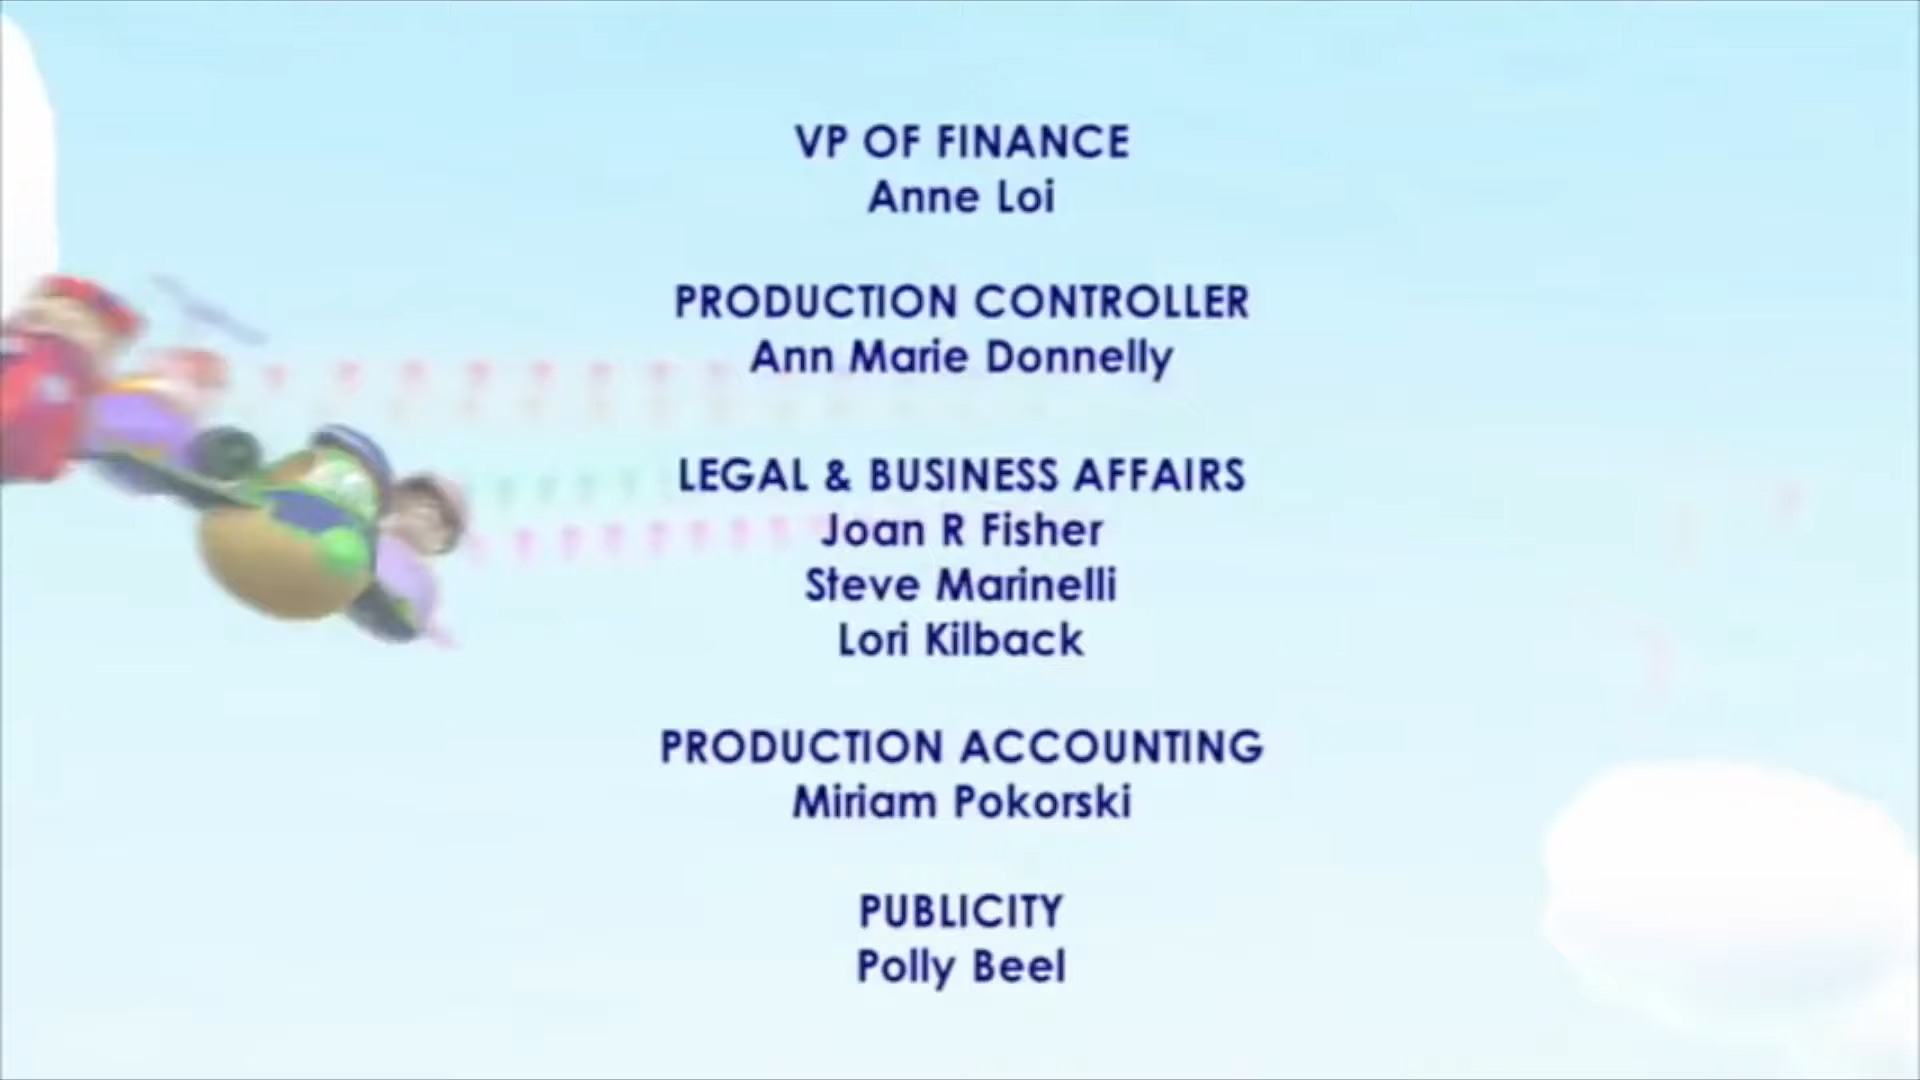 VP OF FINANCE
Anne Loi
PRODUCTION CONTROLLER
Ann Marie Donnelly
LEGAL & BUSINESS AFFAIRS
Joan R Fisher
Steve Marinelli
Lori Kilback
PRODUCTION ACCOUNTING
Miriam Pokorski
PUBLICITY
Polly Beel